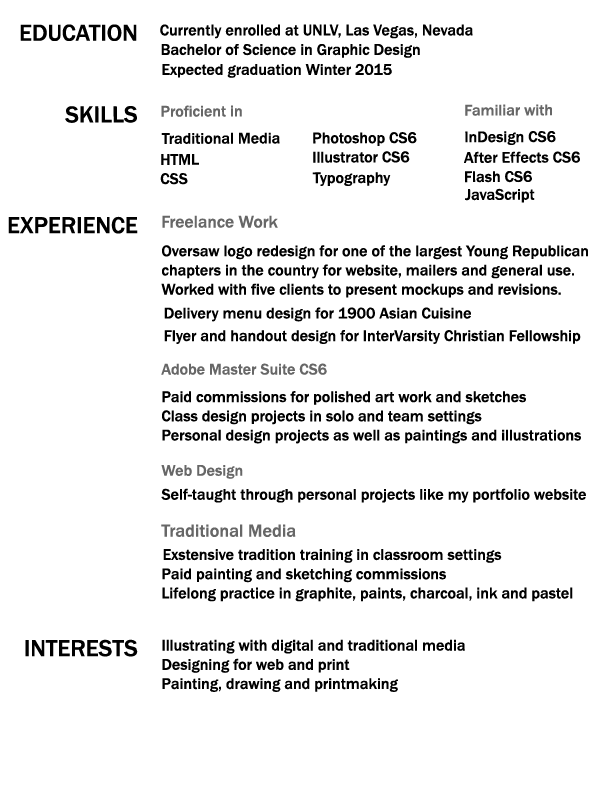 EDUCATION
Currently enrolled at UNLV, Las Vegas, Nevada
Bachelor of Science in Graphic Design
Expected graduation Winter 2015
SKILLS
Proficient in
Traditional Media
HTML
CSS
Photoshop CS6
Illustrator CS6
Typography
Familiar with
InDesign CS6
After Effects CS6
Flash CS6
JavaScript
EXPERIENCE
Freelance Work
Oversaw logo redesign for one of the largest Young Republican
chapters in the country for website, mailers and general use.
Worked with five clients to present mockups and revisions.
Delivery menu design for 1900 Asian Cuisine
Flyer and handout design for InterVarsity Christian Fellowship
Adobe Master Suite CS6
Paid commissions for polished art work and sketches
Class design projects in solo and team settings
Personal design projects as well as paintings and illustrations
Web Design
Self-taught through personal projects like my portfolio website
Traditional Media
Exstensive tradition training in classroom settings
Paid painting and sketching commissions
Lifelong practice in graphite, paints, charcoal, ink and pastel
INTERESTS
Illustrating with digital and traditional media
Designing for web and print
Painting, drawing and printmaking